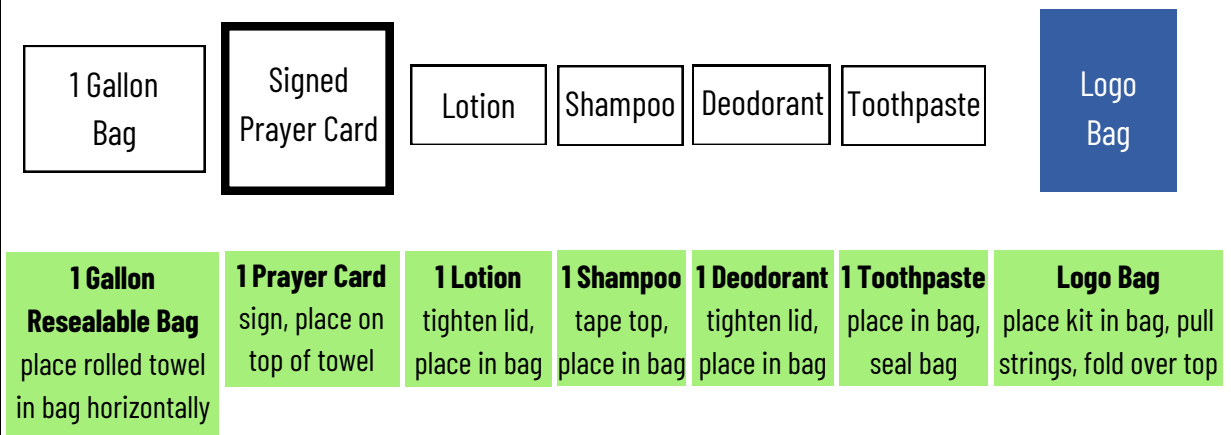 1 Gallon
Bag
Signed
Prayer Card
Lotion
Shampoo
Deodorant
Toothpaste
Logo
Bag
1 Gallon
Resealable Bag
place rolled towel
in bag horizontally
1 Prayer Card
sign, place on
top of towel
1 Lotion
tighten lid,
place in bag
1 Shampoo
tape top,
place in bag
1 Deodorant
tighten lid,
place in bag
1 Toothpaste
place in bag,
seal bag
Logo Bag
place kit in bag, pull
strings, fold over top